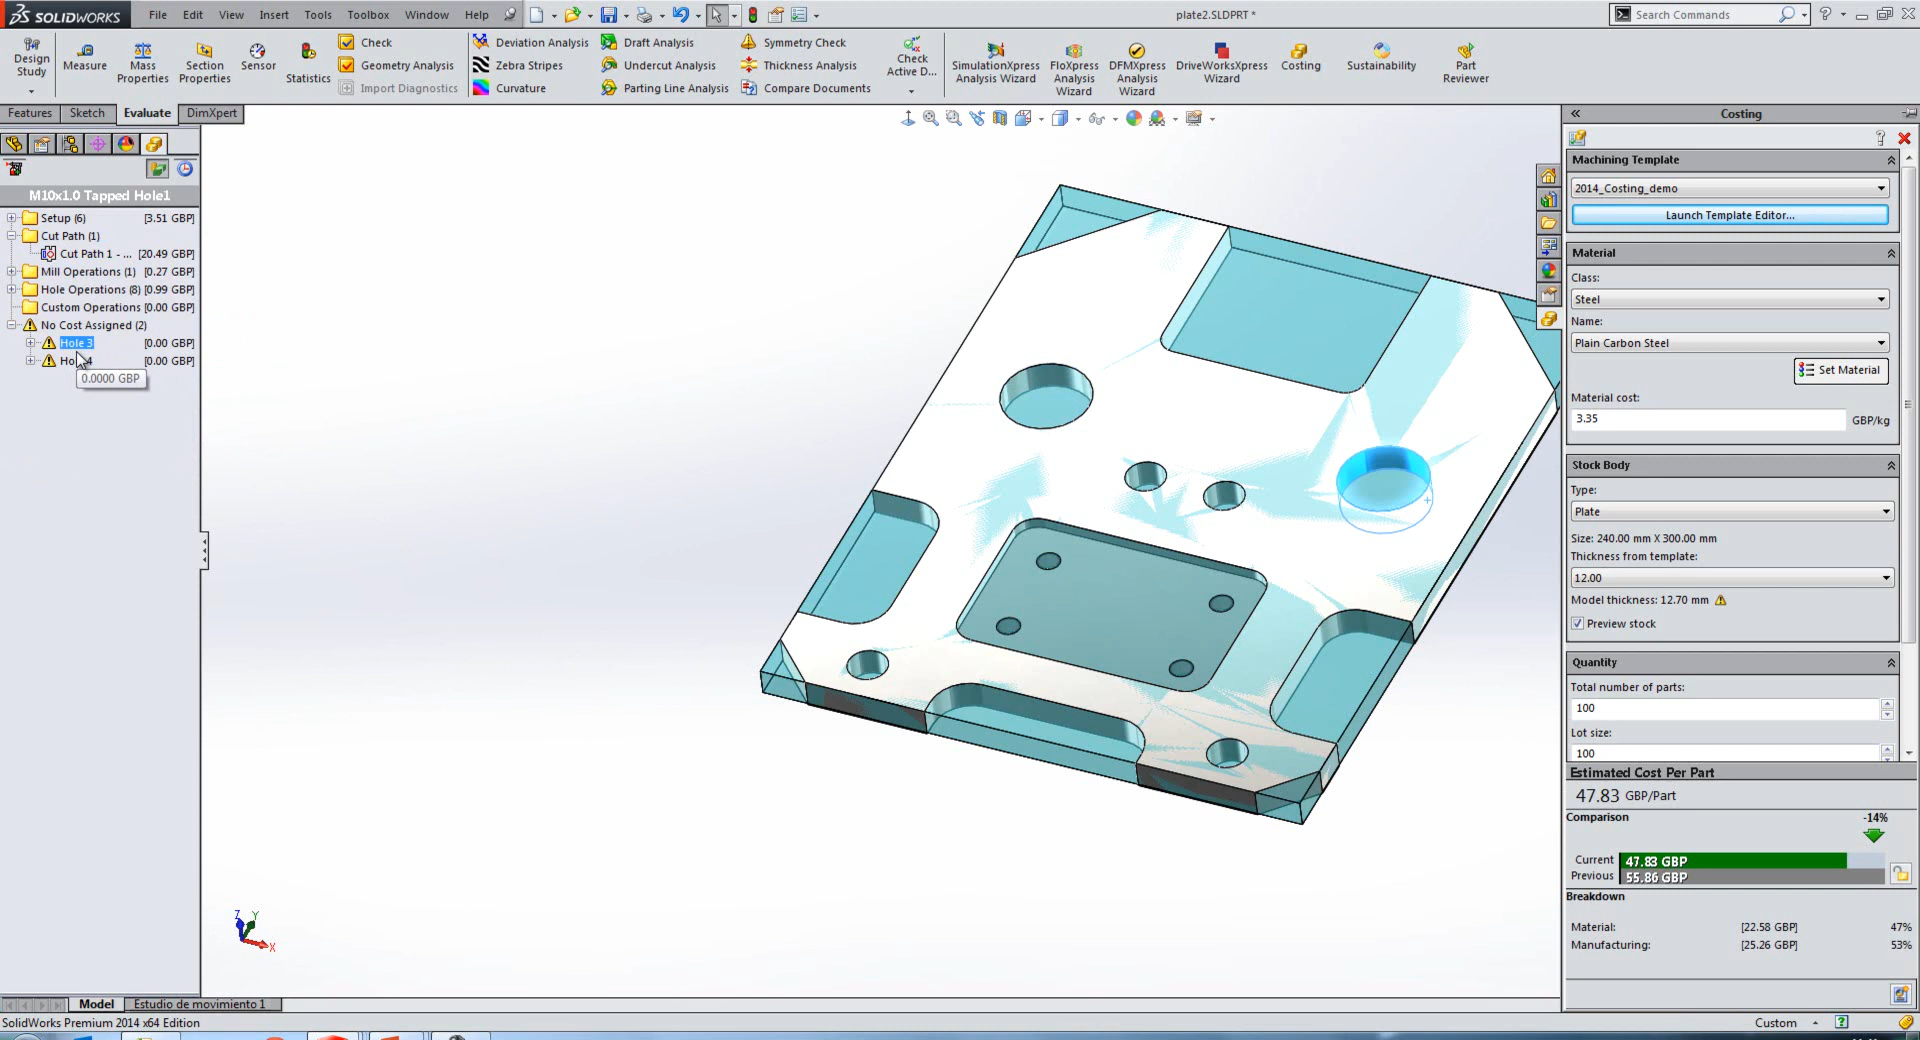 SOLIDWORKS
File Edit View Insert Tools Toolbox Window Help
plate2.SLDPRT *
Search Commands
Design Study
Measure
Mass Properties
Section Properties
Sensor
Statistics
Check
Geometry Analysis
Import Diagnostics
Deviation Analysis
Zebra Stripes
Curvature
Draft Analysis
Undercut Analysis
Parting Line Analysis
Symmetry Check
Thickness Analysis
Compare Documents
Check Active D...
SimulationXpress Analysis Wizard
FloXpress Analysis Wizard
DFMXpress Analysis Wizard
DriveWorksXpress Wizard
Costing
Sustainability
Part Reviewer
Features Sketch Evaluate DimXpert
M10x1.0 Tapped Hole1
Setup (6) [3.51 GBP]
Cut Path (1)
Cut Path 1 - ... [20.49 GBP]
Mill Operations (1) [0.27 GBP]
Hole Operations (8) [0.99 GBP]
Custom Operations [0.00 GBP]
No Cost Assigned (2)
Hole 3 [0.00 GBP]
Hole 4 [0.00 GBP]
0.0000 GBP
Z Y X
Costing
Machining Template
2014_Costing_demo
Launch Template Editor...
Material
Class:
Steel
Name:
Plain Carbon Steel
Set Material
Material cost:
3.35 GBP/kg
Stock Body
Type:
Plate
Size: 240.00 mm X 300.00 mm
Thickness from template:
12.00
Model thickness: 12.70 mm
Preview stock
Quantity
Total number of parts:
100
Lot size:
100
Estimated Cost Per Part
47.83 GBP/Part
Comparison -14%
Current 47.83 GBP
Previous 55.86 GBP
Breakdown
Material: [22.58 GBP] 47%
Manufacturing: [25.26 GBP] 53%
Model Estudio de movimiento 1
SolidWorks Premium 2014 x64 Edition
Custom